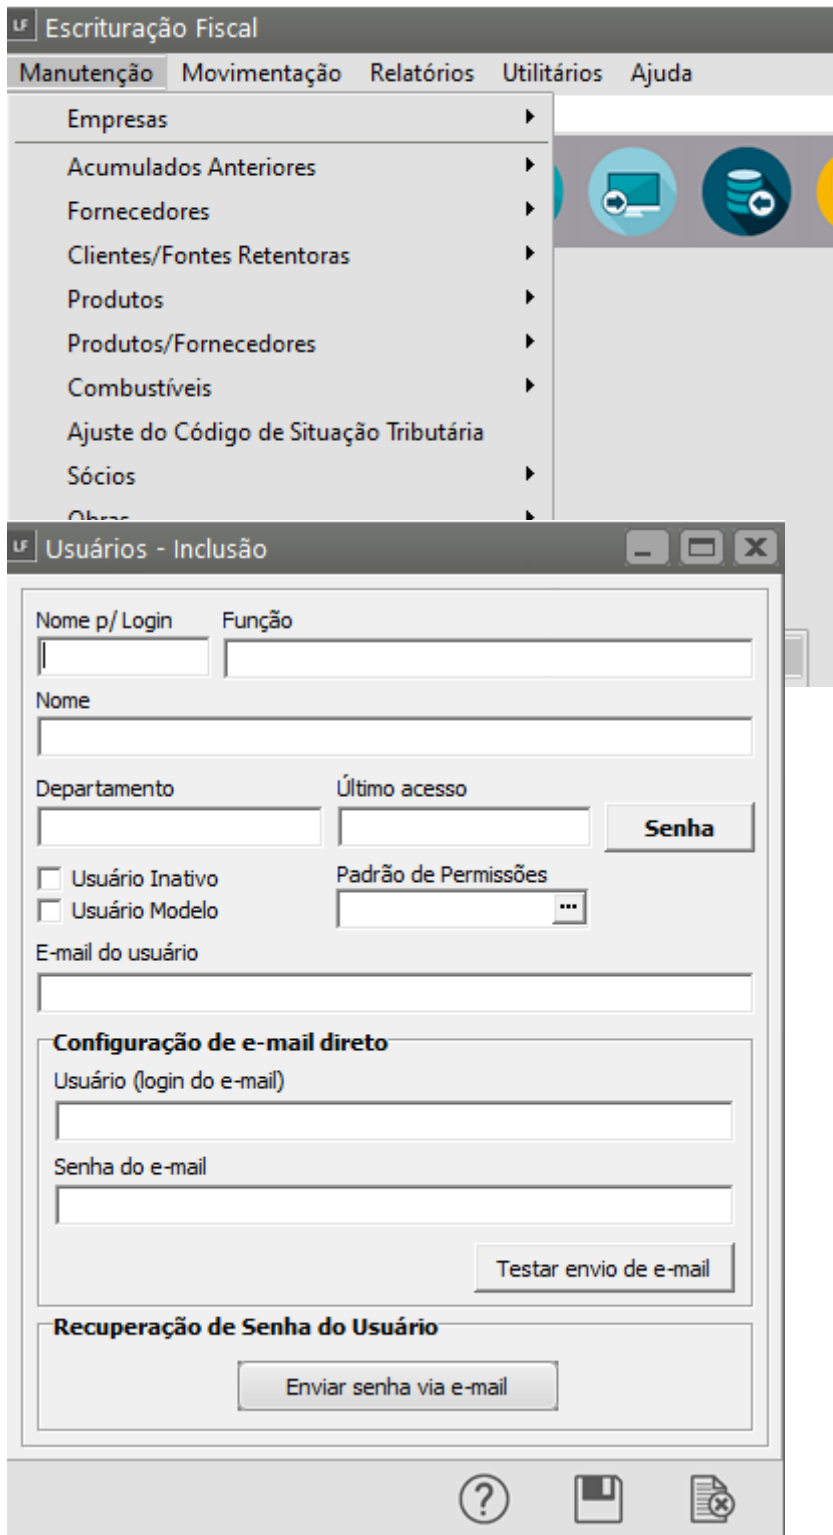 LF Escrituração Fiscal
Manutenção Movimentação Relatórios Utilitários Ajuda
Empresas
Acumulados Anteriores
Fornecedores
Clientes/Fontes Retentoras
Produtos
Produtos/Fornecedores
Combustíveis
Ajuste do Código de Situação Tributária
Sócios
Obras
LF Usuários - Inclusão
Nome p/ Login Função
Nome
Departamento Último acesso
Senha
Usuário Inativo Padrão de Permissões
Usuário Modelo ...
E-mail do usuário
Configuração de e-mail direto
Usuário (login do e-mail)
Senha do e-mail
Testar envio de e-mail
Recuperação de Senha do Usuário
Enviar senha via e-mail
?